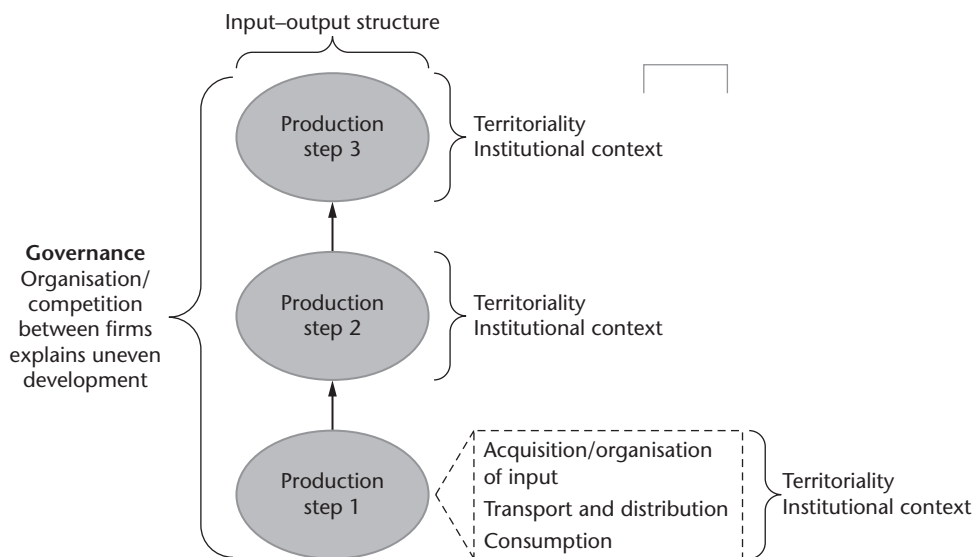 Input–output structure
Production
step 3
Territoriality
Institutional context
Governance
Organisation/
competition
between firms
explains uneven
development
Production
step 2
Territoriality
Institutional context
Production
step 1
Acquisition/organisation
of input
Transport and distribution
Consumption
Territoriality
Institutional context